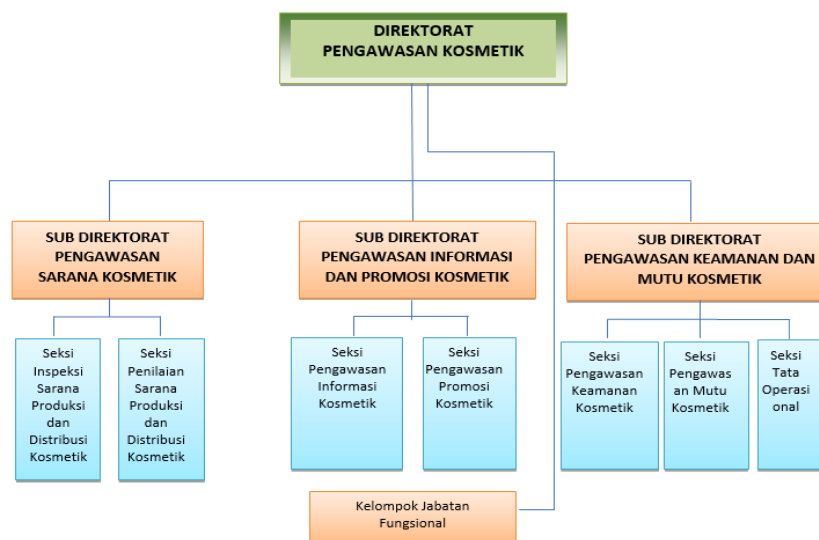 DIREKTORAT
PENGAWASAN KOSMETIK
SUB DIREKTORAT
PENGAWASAN
SARANA KOSMETIK
SUB DIREKTORAT
PENGAWASAN INFORMASI
DAN PROMOSI KOSMETIK
SUB DIREKTORAT
PENGAWASAN KEAMANAN DAN
MUTU KOSMETIK
Seksi
Inspeksi
Sarana
Produksi
dan
Distribusi
Kosmetik
Seksi
Penilaian
Sarana
Produksi
dan
Distribusi
Kosmetik
Seksi
Pengawasan
Informasi
Kosmetik
Seksi
Pengawasan
Promosi
Kosmetik
Seksi
Pengawasan
Keamanan
Kosmetik
Seksi
Pengawas
an Mutu
Kosmetik
Seksi
Tata
Operasi
onal
Kelompok Jabatan
Fungsional